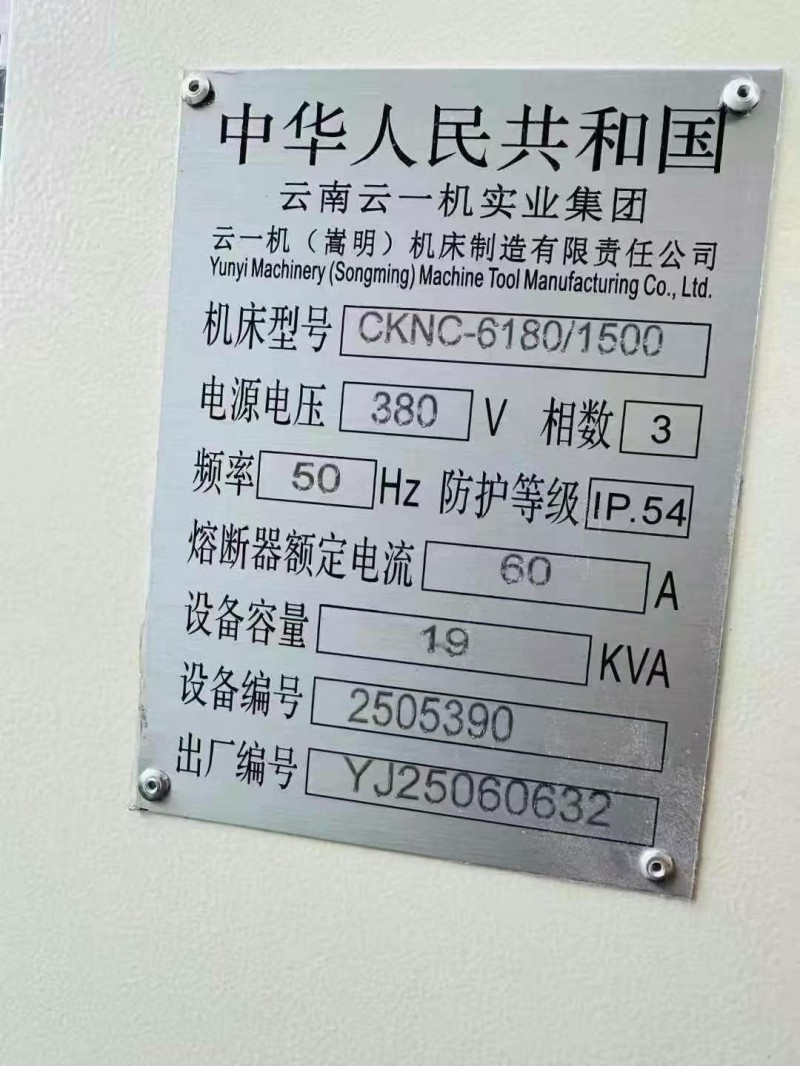 中华人民共和国
云南云一机实业集团
云一机（嵩明）机床制造有限责任公司
Yunyi Machinery (Songming) Machine Tool Manufacturing Co., Ltd.
机床型号 CKNC-6180/1500
电源电压 380 V 相数 3
频率 50 Hz 防护等级 IP.54
熔断器额定电流 60 A
设备容量 19 KVA
设备编号 2505390
出厂编号 YJ25060632